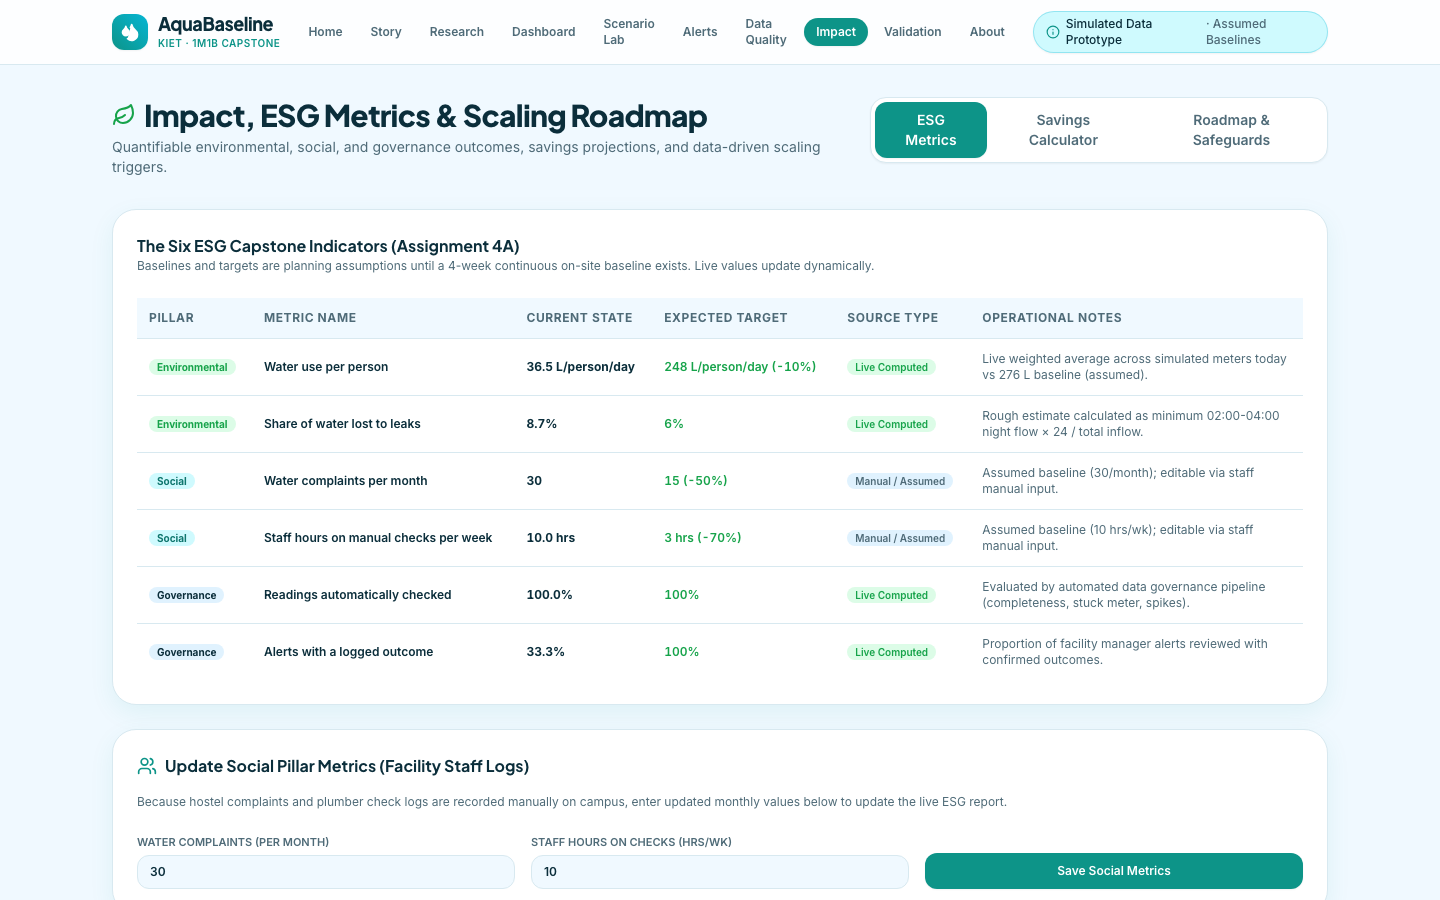 AquaBaseline
KIET · 1M1B CAPSTONE
Home
Story
Research
Dashboard
Scenario
Lab
Alerts
Data
Quality
Impact
Validation
About
Simulated Data
Prototype
· Assumed
Baselines
Impact, ESG Metrics & Scaling Roadmap
Quantifiable environmental, social, and governance outcomes, savings projections, and data-driven scaling
triggers.
ESG
Metrics
Savings
Calculator
Roadmap &
Safeguards
The Six ESG Capstone Indicators (Assignment 4A)
Baselines and targets are planning assumptions until a 4-week continuous on-site baseline exists. Live values update dynamically.
PILLAR METRIC NAME CURRENT STATE EXPECTED TARGET SOURCE TYPE OPERATIONAL NOTES
Environmental Water use per person 36.5 L/person/day 248 L/person/day (-10%) Live Computed
Live weighted average across simulated meters today
vs 276 L baseline (assumed).
Environmental Share of water lost to leaks 8.7% 6% Live Computed
Rough estimate calculated as minimum 02:00-04:00
night flow × 24 / total inflow.
Social Water complaints per month 30 15 (-50%) Manual / Assumed
Assumed baseline (30/month); editable via staff
manual input.
Social Staff hours on manual checks per week 10.0 hrs 3 hrs (-70%) Manual / Assumed
Assumed baseline (10 hrs/wk); editable via staff
manual input.
Governance Readings automatically checked 100.0% 100% Live Computed
Evaluated by automated data governance pipeline
(completeness, stuck meter, spikes).
Governance Alerts with a logged outcome 33.3% 100% Live Computed
Proportion of facility manager alerts reviewed with
confirmed outcomes.
Update Social Pillar Metrics (Facility Staff Logs)
Because hostel complaints and plumber check logs are recorded manually on campus, enter updated monthly values below to update the live ESG report.
WATER COMPLAINTS (PER MONTH)
30
STAFF HOURS ON CHECKS (HRS/WK)
10
Save Social Metrics